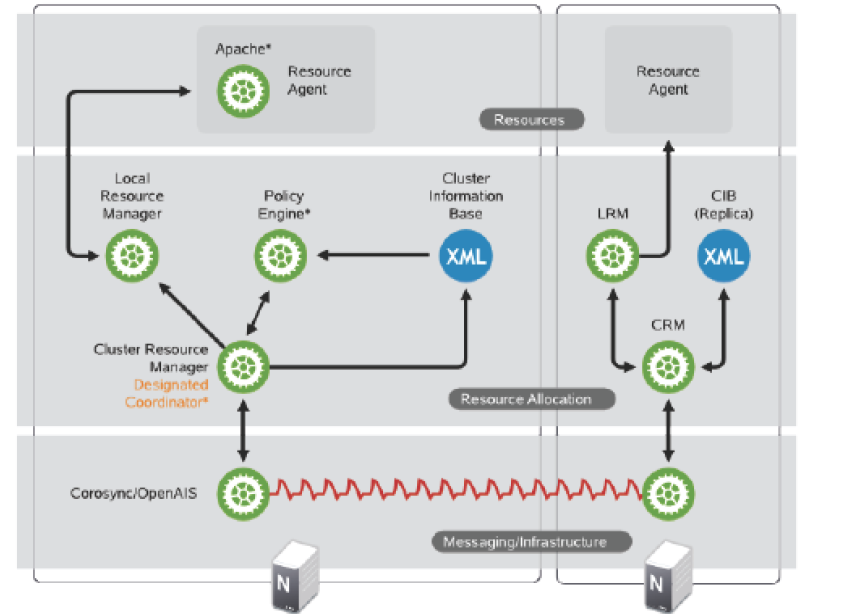 Apache*
Resource
Agent
Resource
Agent
Resources
Local
Resource
Manager
Policy
Engine*
Cluster
Information
Base
XML
LRM
CIB
(Replica)
XML
CRM
Cluster Resource
Manager
Designated
Coordinator*
Resource Allocation
Corosync/OpenAIS
Messaging/Infrastructure
N
N